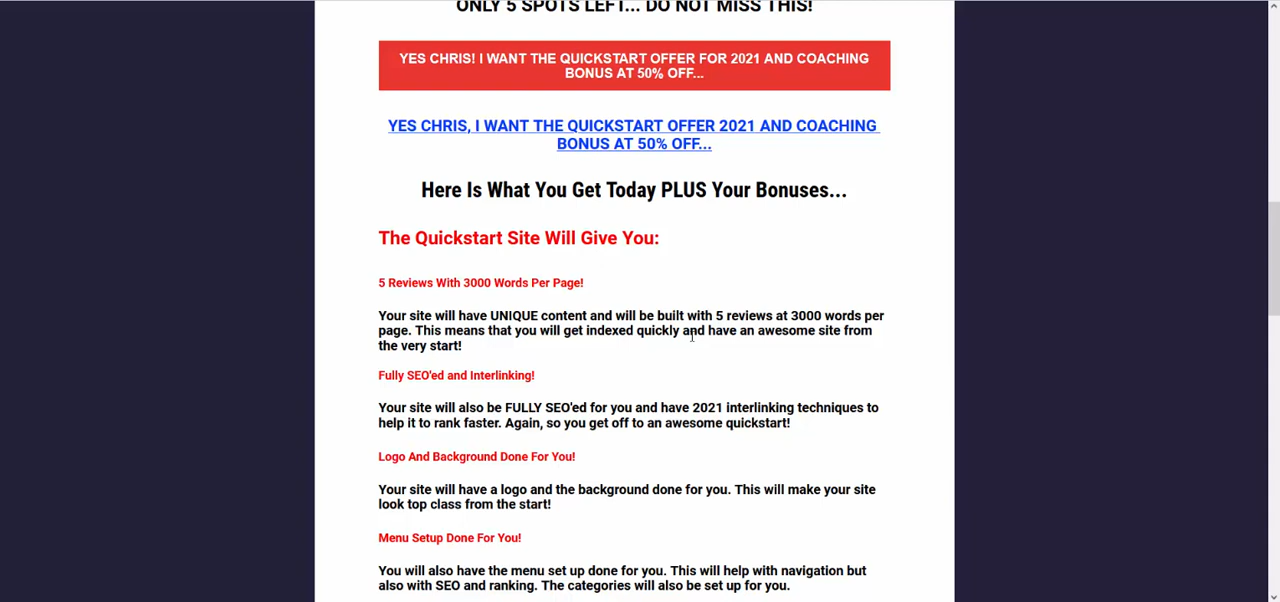 ONLY 5 SPOTS LEFT... DO NOT MISS THIS!
YES CHRIS! I WANT THE QUICKSTART OFFER FOR 2021 AND COACHING
BONUS AT 50% OFF...
YES CHRIS, I WANT THE QUICKSTART OFFER 2021 AND COACHING
BONUS AT 50% OFF...
Here Is What You Get Today PLUS Your Bonuses...
The Quickstart Site Will Give You:
5 Reviews With 3000 Words Per Page!
Your site will have UNIQUE content and will be built with 5 reviews at 3000 words per
page. This means that you will get indexed quickly and have an awesome site from
the very start!
Fully SEO'ed and Interlinking!
Your site will also be FULLY SEO'ed for you and have 2021 interlinking techniques to
help it to rank faster. Again, so you get off to an awesome quickstart!
Logo And Background Done For You!
Your site will have a logo and the background done for you. This will make your site
look top class from the start!
Menu Setup Done For You!
You will also have the menu set up done for you. This will help with navigation but
also with SEO and ranking. The categories will also be set up for you.